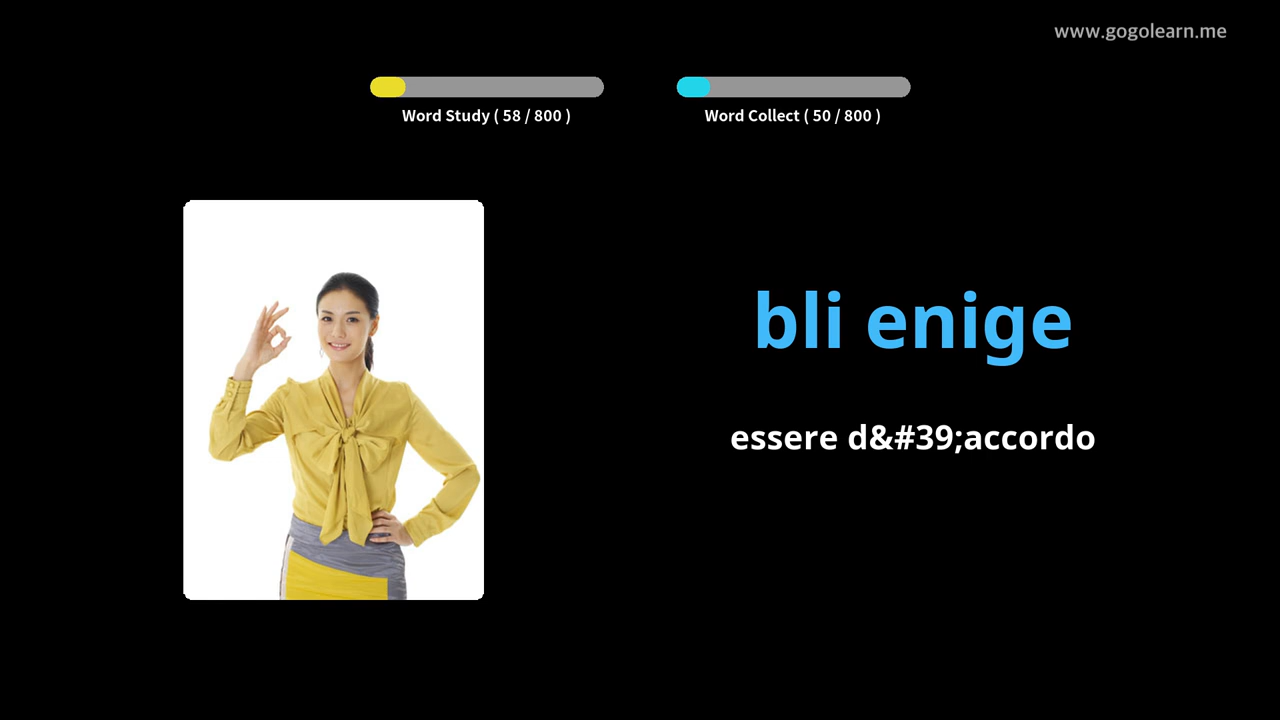 www.gogolearn.me
Word Study ( 58 / 800 )
Word Collect ( 50 / 800 )
bli enige
essere d&#39;accordo